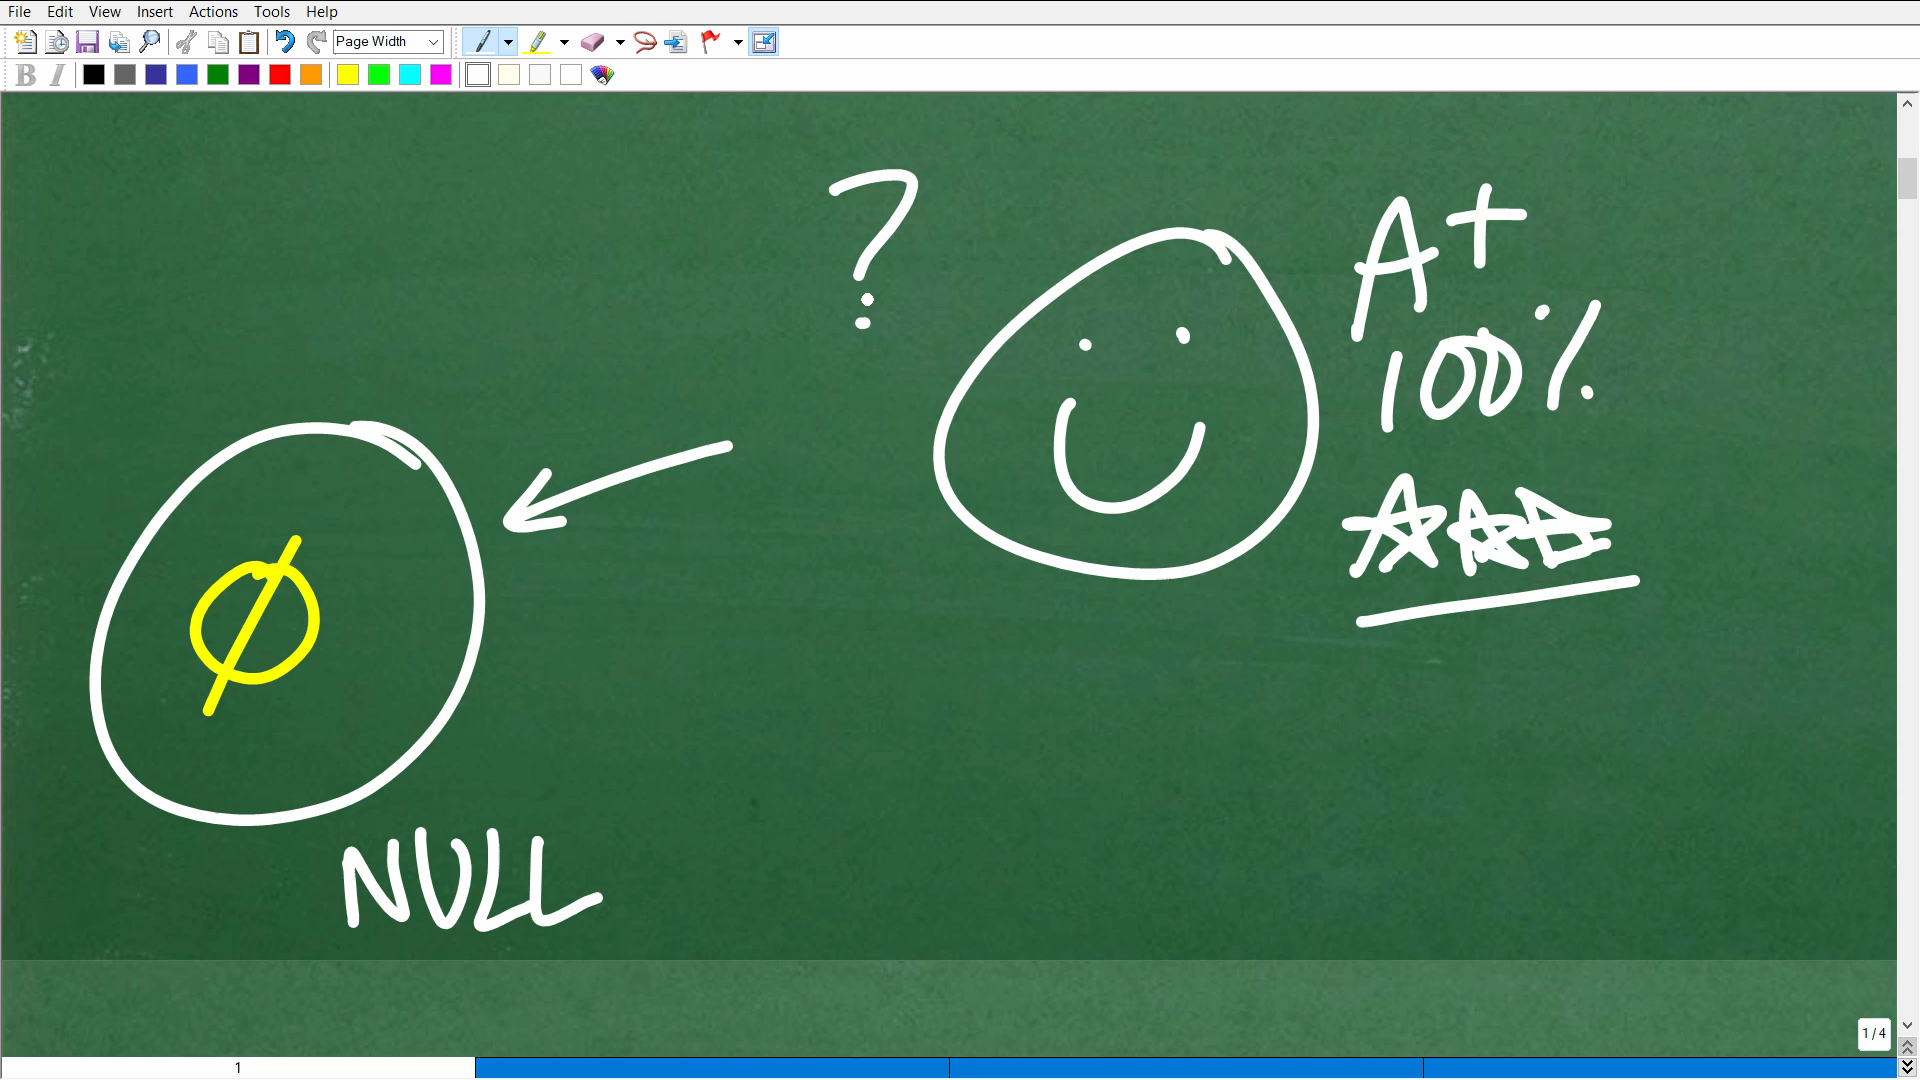 File Edit View Insert Actions Tools Help
Page Width
B I
?
A+
100%
Ø
NULL
1 / 4
1